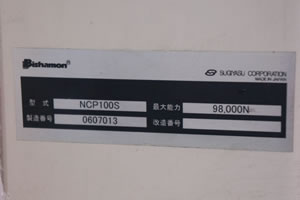 Bishamon® SUGIYASU CORPORATION
MADE IN JAPAN
型式 NCP100S 最大能力 98,000N
製造番号 0607013 改造番号